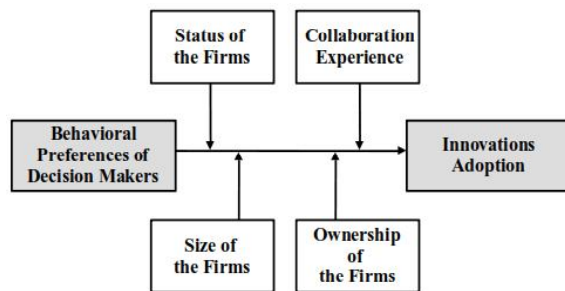 Status of
the Firms
Collaboration
Experience
Behavioral
Preferences of
Decision Makers
Innovations
Adoption
Size of
the Firms
Ownership
of
the Firms